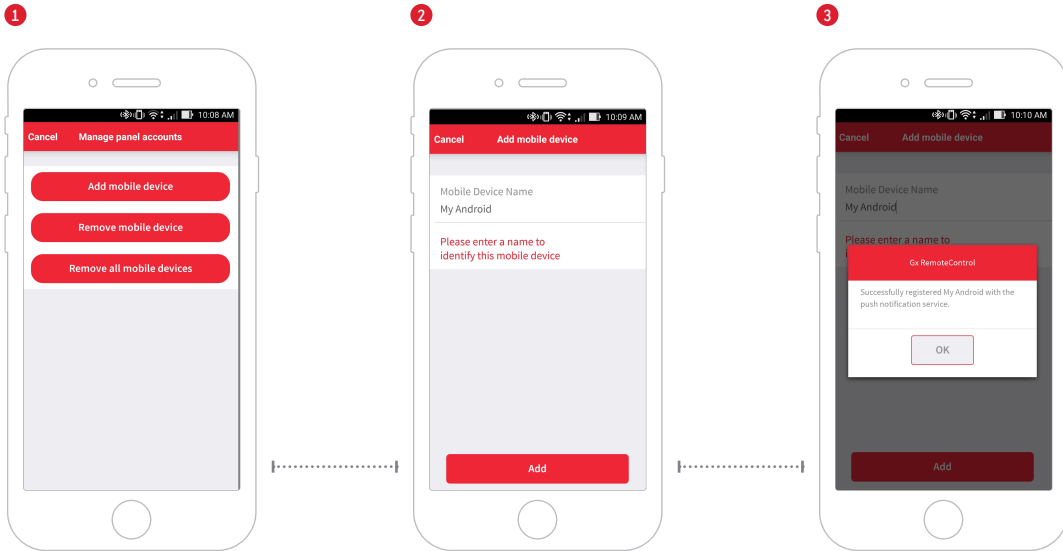 1
10:08 AM
Cancel Manage panel accounts
Add mobile device
Remove mobile device
Remove all mobile devices
2
10:09 AM
Cancel Add mobile device
Mobile Device Name
My Android
Please enter a name to
identify this mobile device
Add
3
10:10 AM
Cancel Add mobile device
Mobile Device Name
My Android
Please enter a name to
Gx RemoteControl
Successfully registered My Android with the
push notification service.
OK
Add